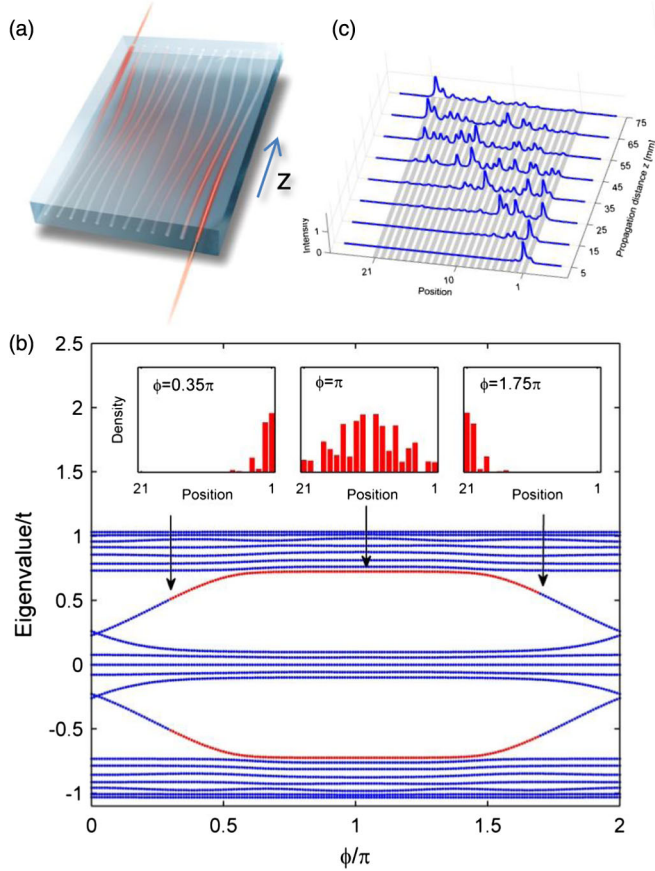 (a)
z
(c)
Intensity
1
0
21
10
1
Position
5
15
25
35
45
55
65
75
Propagation distance z [mm]
(b)
2.5
2
1.5
1
0.5
0
-0.5
-1
Eigenvalue/t
Density
ϕ=0.35π
21 Position 1
ϕ=π
21 Position 1
ϕ=1.75π
21 Position 1
0 0.5 1 1.5 2
ϕ/π